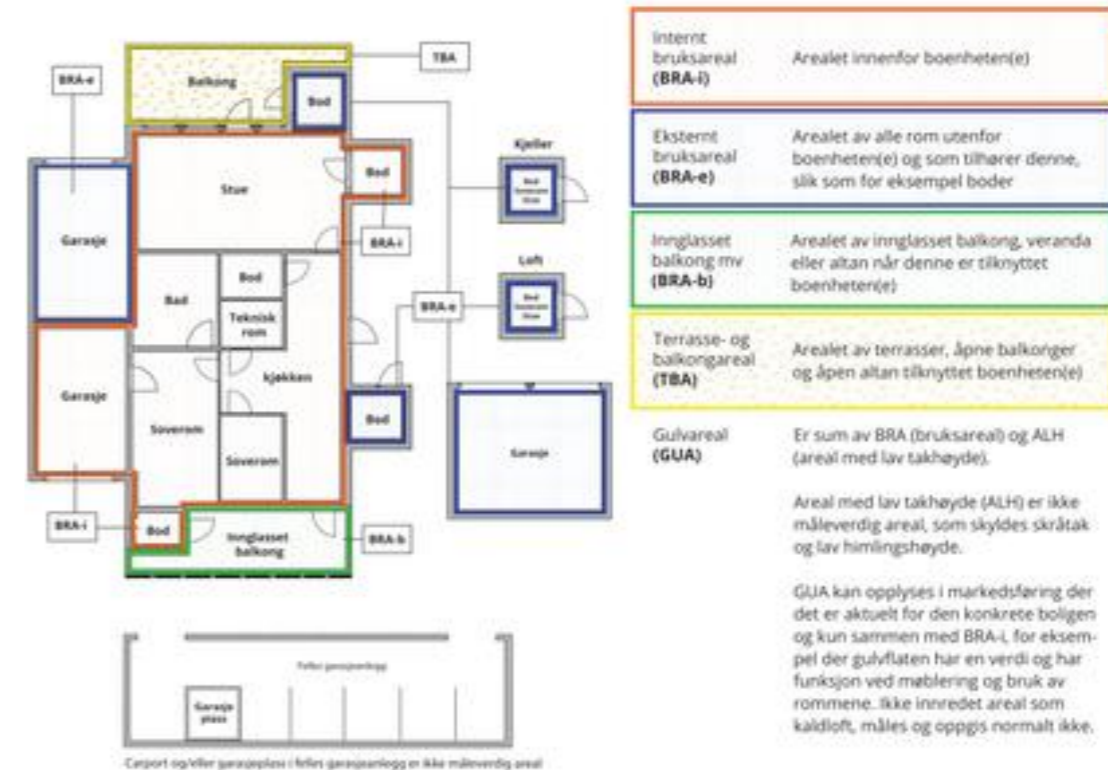 TBA
BRA-e
Balkong
Bod
Kjeller
Stue
Bod
Garasje
BRA-i
Loft
Bod
Bad
Teknisk
rom
BRA-e
Garasje
kjøkken
Soverom
Bod
Soverom
Garasje
BRA-i
Bod
Innglasset
balkong
BRA-b
Felles garasjeanlegg
Garasje
plass
Carport og/eller garasjeplass i felles garasjeanlegg er ikke måleverdig areal
Internt
bruksareal
(BRA-i)
Arealet innenfor boenheten(e)
Eksternt
bruksareal
(BRA-e)
Arealet av alle rom utenfor
boenheten(e) og som tilhører denne,
slik som for eksempel boder
Innglasset
balkong mv
(BRA-b)
Arealet av innglasset balkong, veranda
eller altan når denne er tilknyttet
boenheten(e)
Terrasse- og
balkongareal
(TBA)
Arealet av terrasser, åpne balkonger
og åpen altan tilknyttet boenheten(e)
Gulvareal
(GUA)
Er sum av BRA (bruksareal) og ALH
(areal med lav takhøyde).
Areal med lav takhøyde (ALH) er ikke
måleverdig areal, som skyldes skråtak
og lav himlingshøyde.
GUA kan opplyses i markedsføring der
det er aktuelt for den konkrete boligen
og kun sammen med BRA-i, for eksem-
pel der gulvflaten har en verdi og har
funksjon ved møblering og bruk av
rommene. Ikke innredet areal som
kaldloft, måles og oppgis normalt ikke.